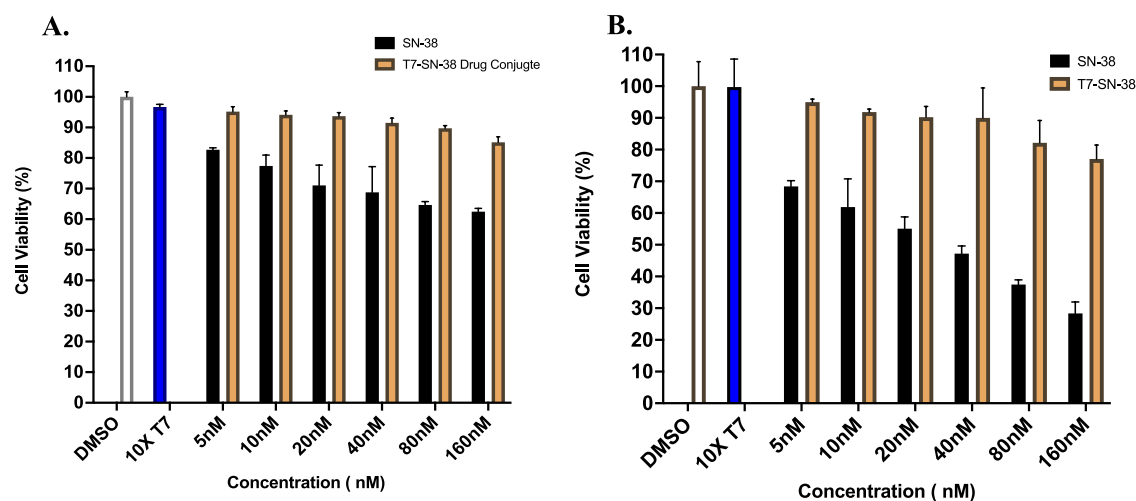 A.
SN-38
T7-SN-38 Drug Conjugte
110
100
90
80
70
60
50
40
30
20
10
0
Cell Viability (%)
DMSO
10X T7
5nM
10nM
20nM
40nM
80nM
160nM
Concentration ( nM)
B.
SN-38
T7-SN-38
110
100
90
80
70
60
50
40
30
20
10
0
Cell Viability (%)
DMSO
10X T7
5nM
10nM
20nM
40nM
80nM
160nM
Concentration ( nM)